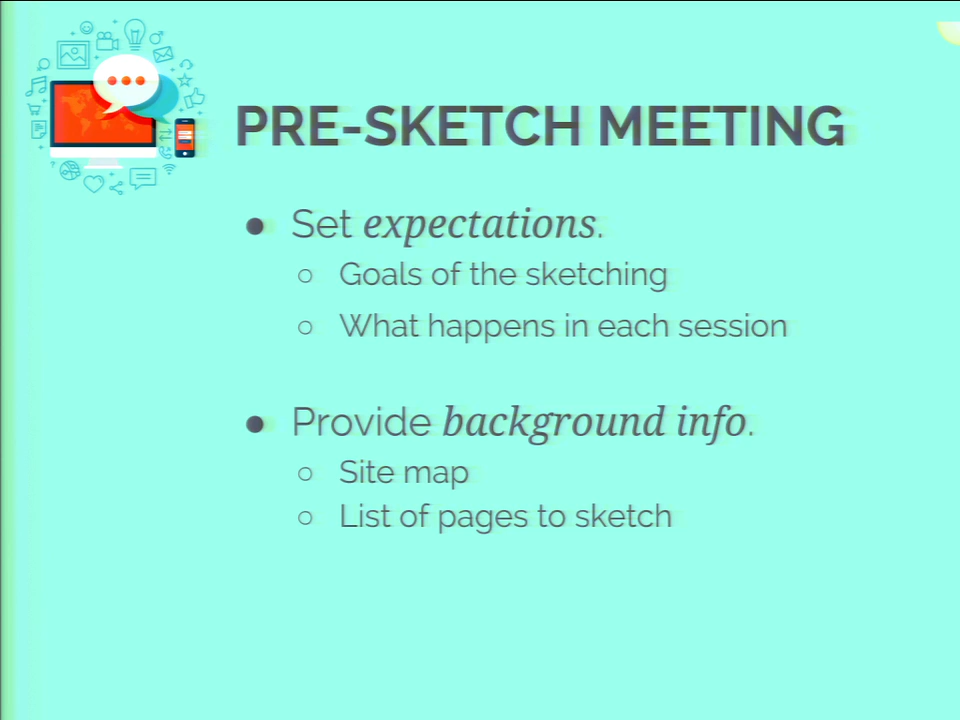 PRE-SKETCH MEETING
● Set expectations.
○ Goals of the sketching
○ What happens in each session
● Provide background info.
○ Site map
○ List of pages to sketch